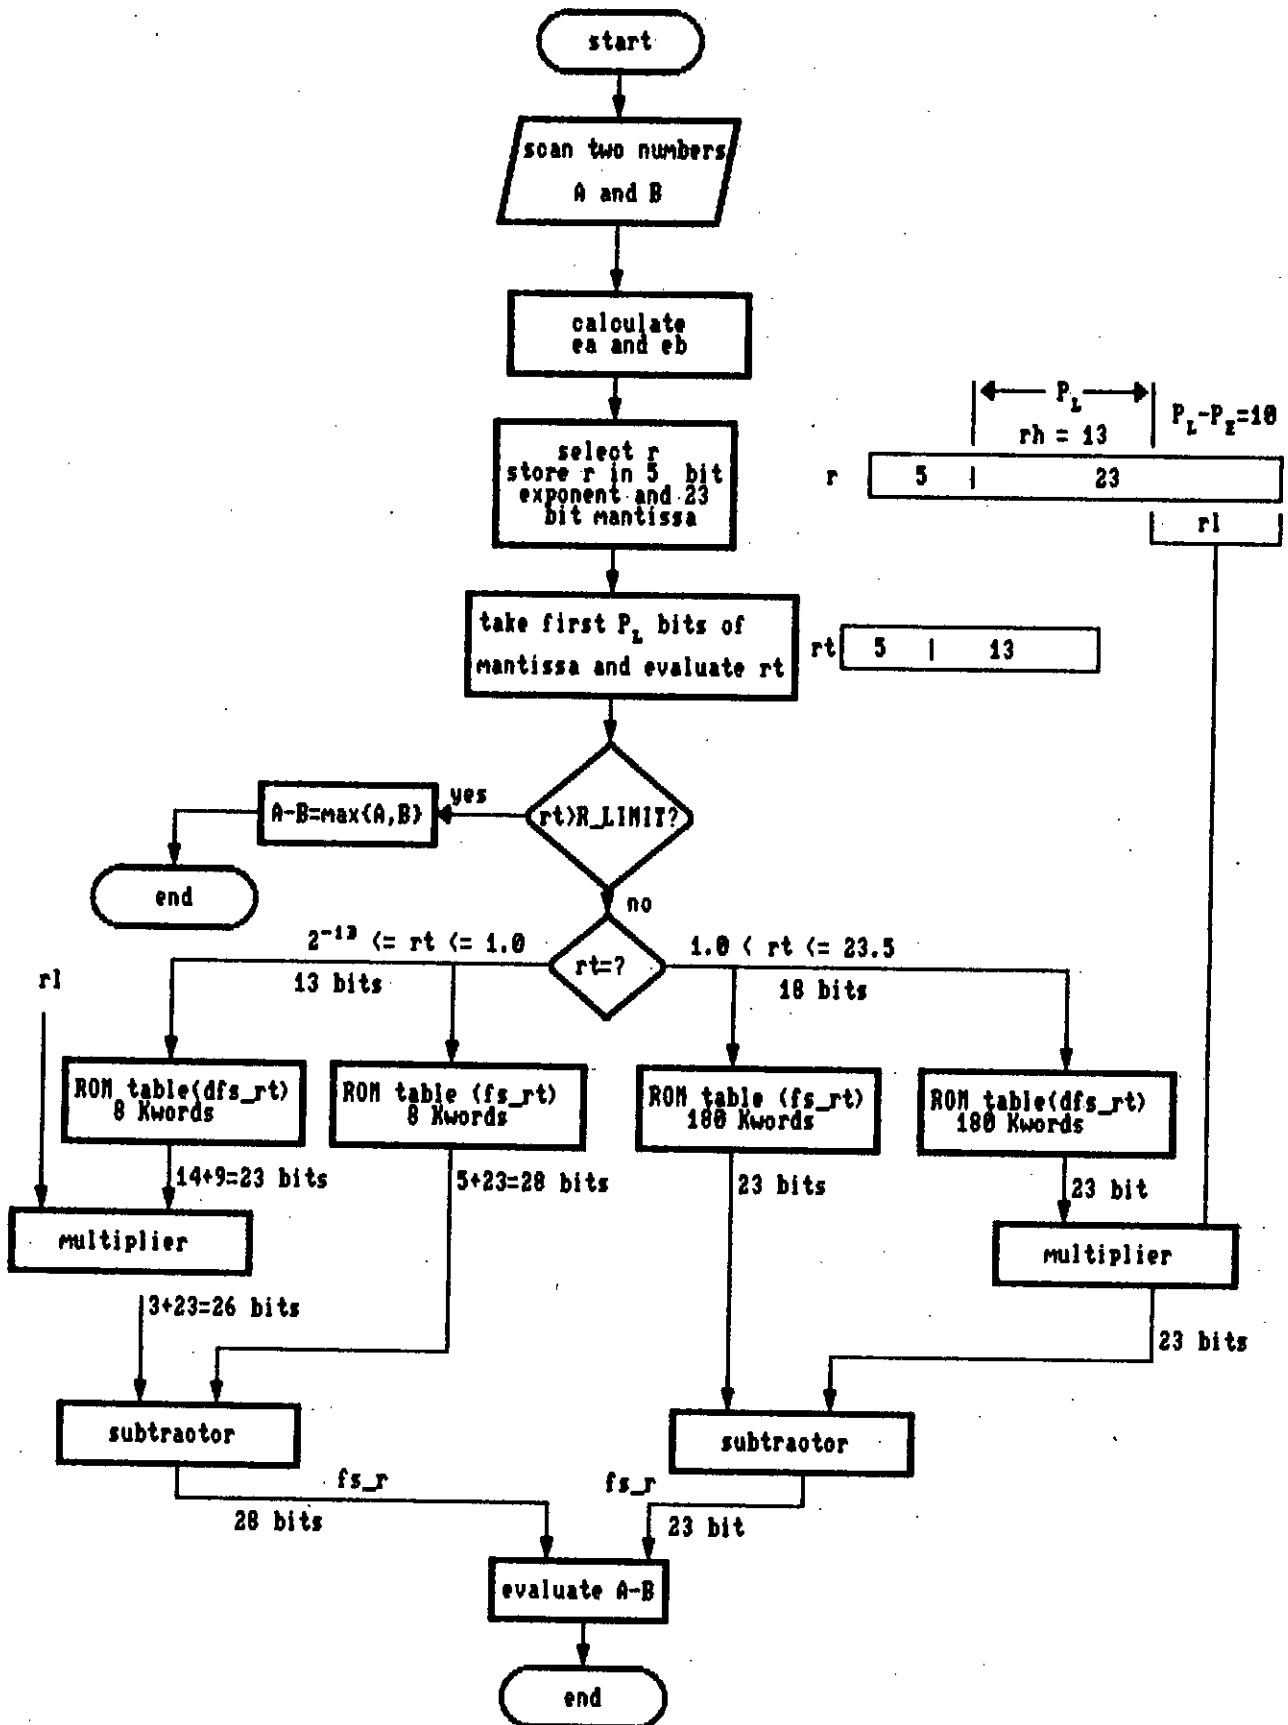 start
scan two numbers
A and B
calculate
ea and eb
select r
store r in 5 bit
exponent and 23
bit mantissa
P_L
rh = 13
P_L-P_E=10
r
5 | 23
rl
take first P_L bits of
mantissa and evaluate rt
rt
5 | 13
rt>R_LIMIT?
yes
A-B=max{A,B}
end
no
rt=?
2^-13 <= rt <= 1.0
13 bits
1.0 < rt <= 23.5
18 bits
rl
ROM table(dfs_rt)
8 Kwords
ROM table (fs_rt)
8 Kwords
ROM table (fs_rt)
180 Kwords
ROM table(dfs_rt)
180 Kwords
14+9=23 bits
5+23=28 bits
23 bits
23 bit
multiplier
multiplier
3+23=26 bits
23 bits
subtractor
subtractor
fs_r
28 bits
fs_r
23 bit
evaluate A-B
end